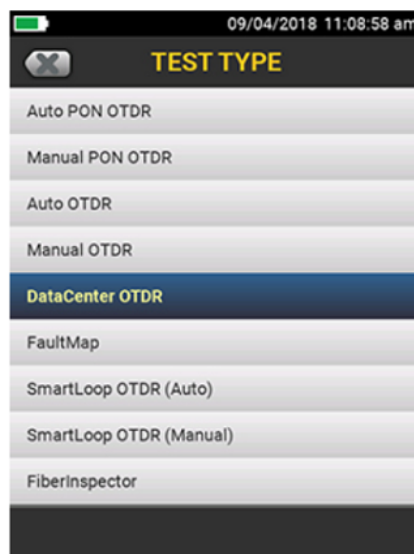 09/04/2018 11:08:58 am
TEST TYPE
Auto PON OTDR
Manual PON OTDR
Auto OTDR
Manual OTDR
DataCenter OTDR
FaultMap
SmartLoop OTDR (Auto)
SmartLoop OTDR (Manual)
FiberInspector